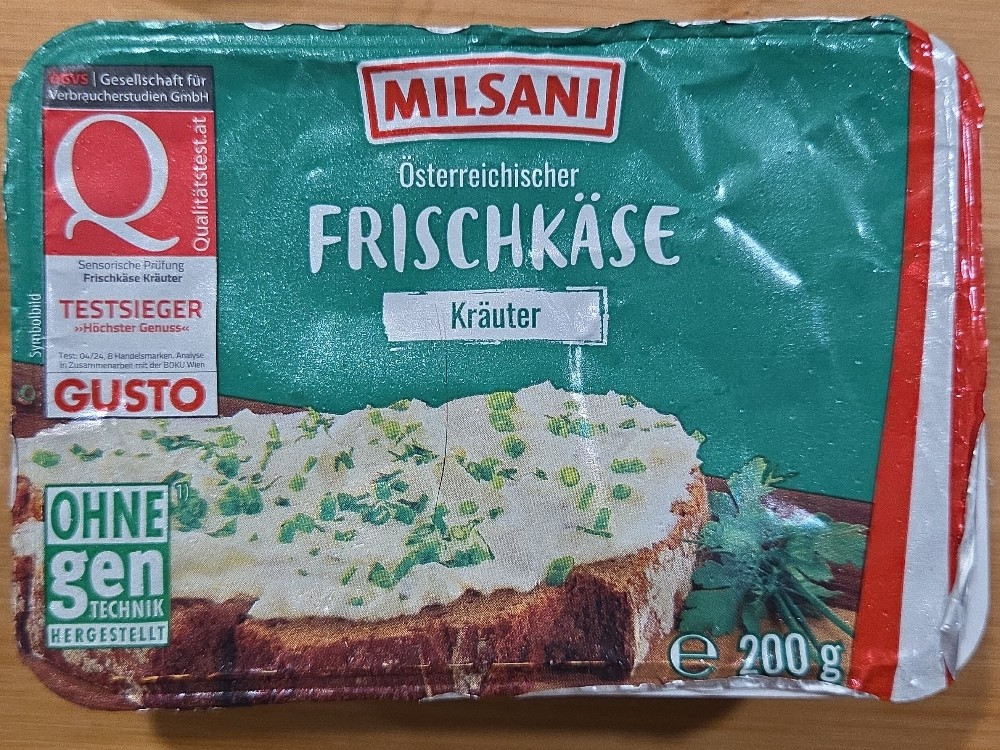 ÖGVS | Gesellschaft für
Verbraucherstudien GmbH
Q
Qualitätstest.at
Sensorische Prüfung
Frischkäse Kräuter
TESTSIEGER
»Höchster Genuss«
Test: 04/24, 8 Handelsmarken, Analyse
in Zusammenarbeit mit der BOKU Wien
GUSTO
Symbolbild
MILSANI
Österreichischer
FRISCHKÄSE
Kräuter
OHNE 1)
gen
TECHNIK
HERGESTELLT
e 200 g